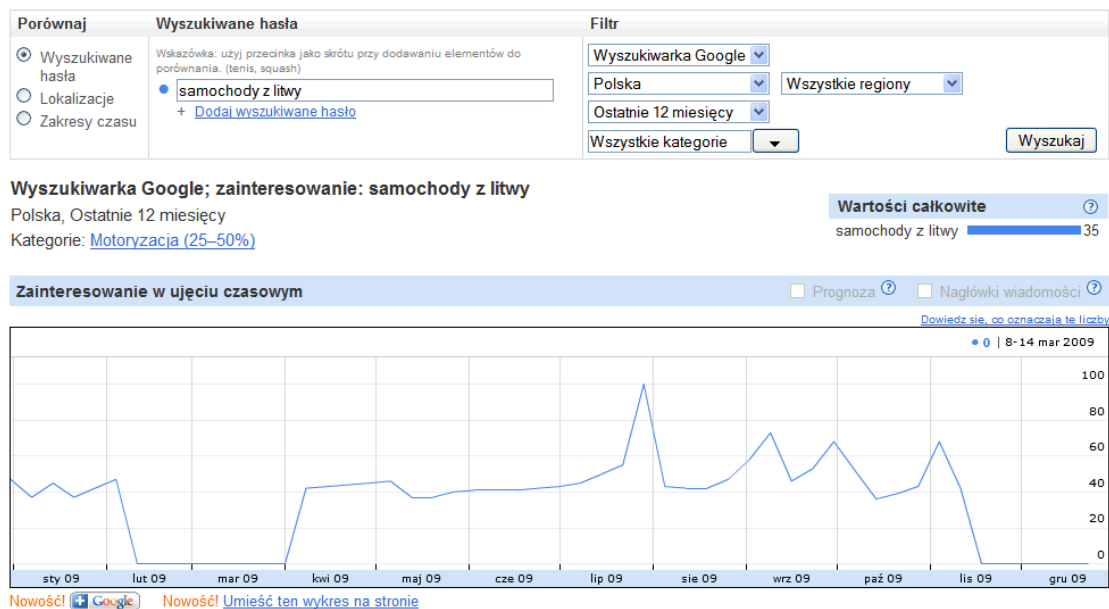 Porównaj
Wyszukiwane hasła
Filtr
Wyszukiwane hasła
Lokalizacje
Zakresy czasu
Wskazówka: użyj przecinka jako skrótu przy dodawaniu elementów do
porównania. (tenis, squash)
samochody z litwy
+ Dodaj wyszukiwane hasło
Wyszukiwarka Google
Polska
Wszystkie regiony
Ostatnie 12 miesięcy
Wszystkie kategorie
Wyszukaj
Wyszukiwarka Google; zainteresowanie: samochody z litwy
Polska, Ostatnie 12 miesięcy
Kategorie: Motoryzacja (25–50%)
Wartości całkowite ?
samochody z litwy 35
Zainteresowanie w ujęciu czasowym
Prognoza ? Nagłówki wiadomości ?
Dowiedz się, co oznaczają te liczby
0 | 8-14 mar 2009
100
80
60
40
20
0
sty 09 lut 09 mar 09 kwi 09 maj 09 cze 09 lip 09 sie 09 wrz 09 paź 09 lis 09 gru 09
Nowość! + Google Nowość! Umieść ten wykres na stronie